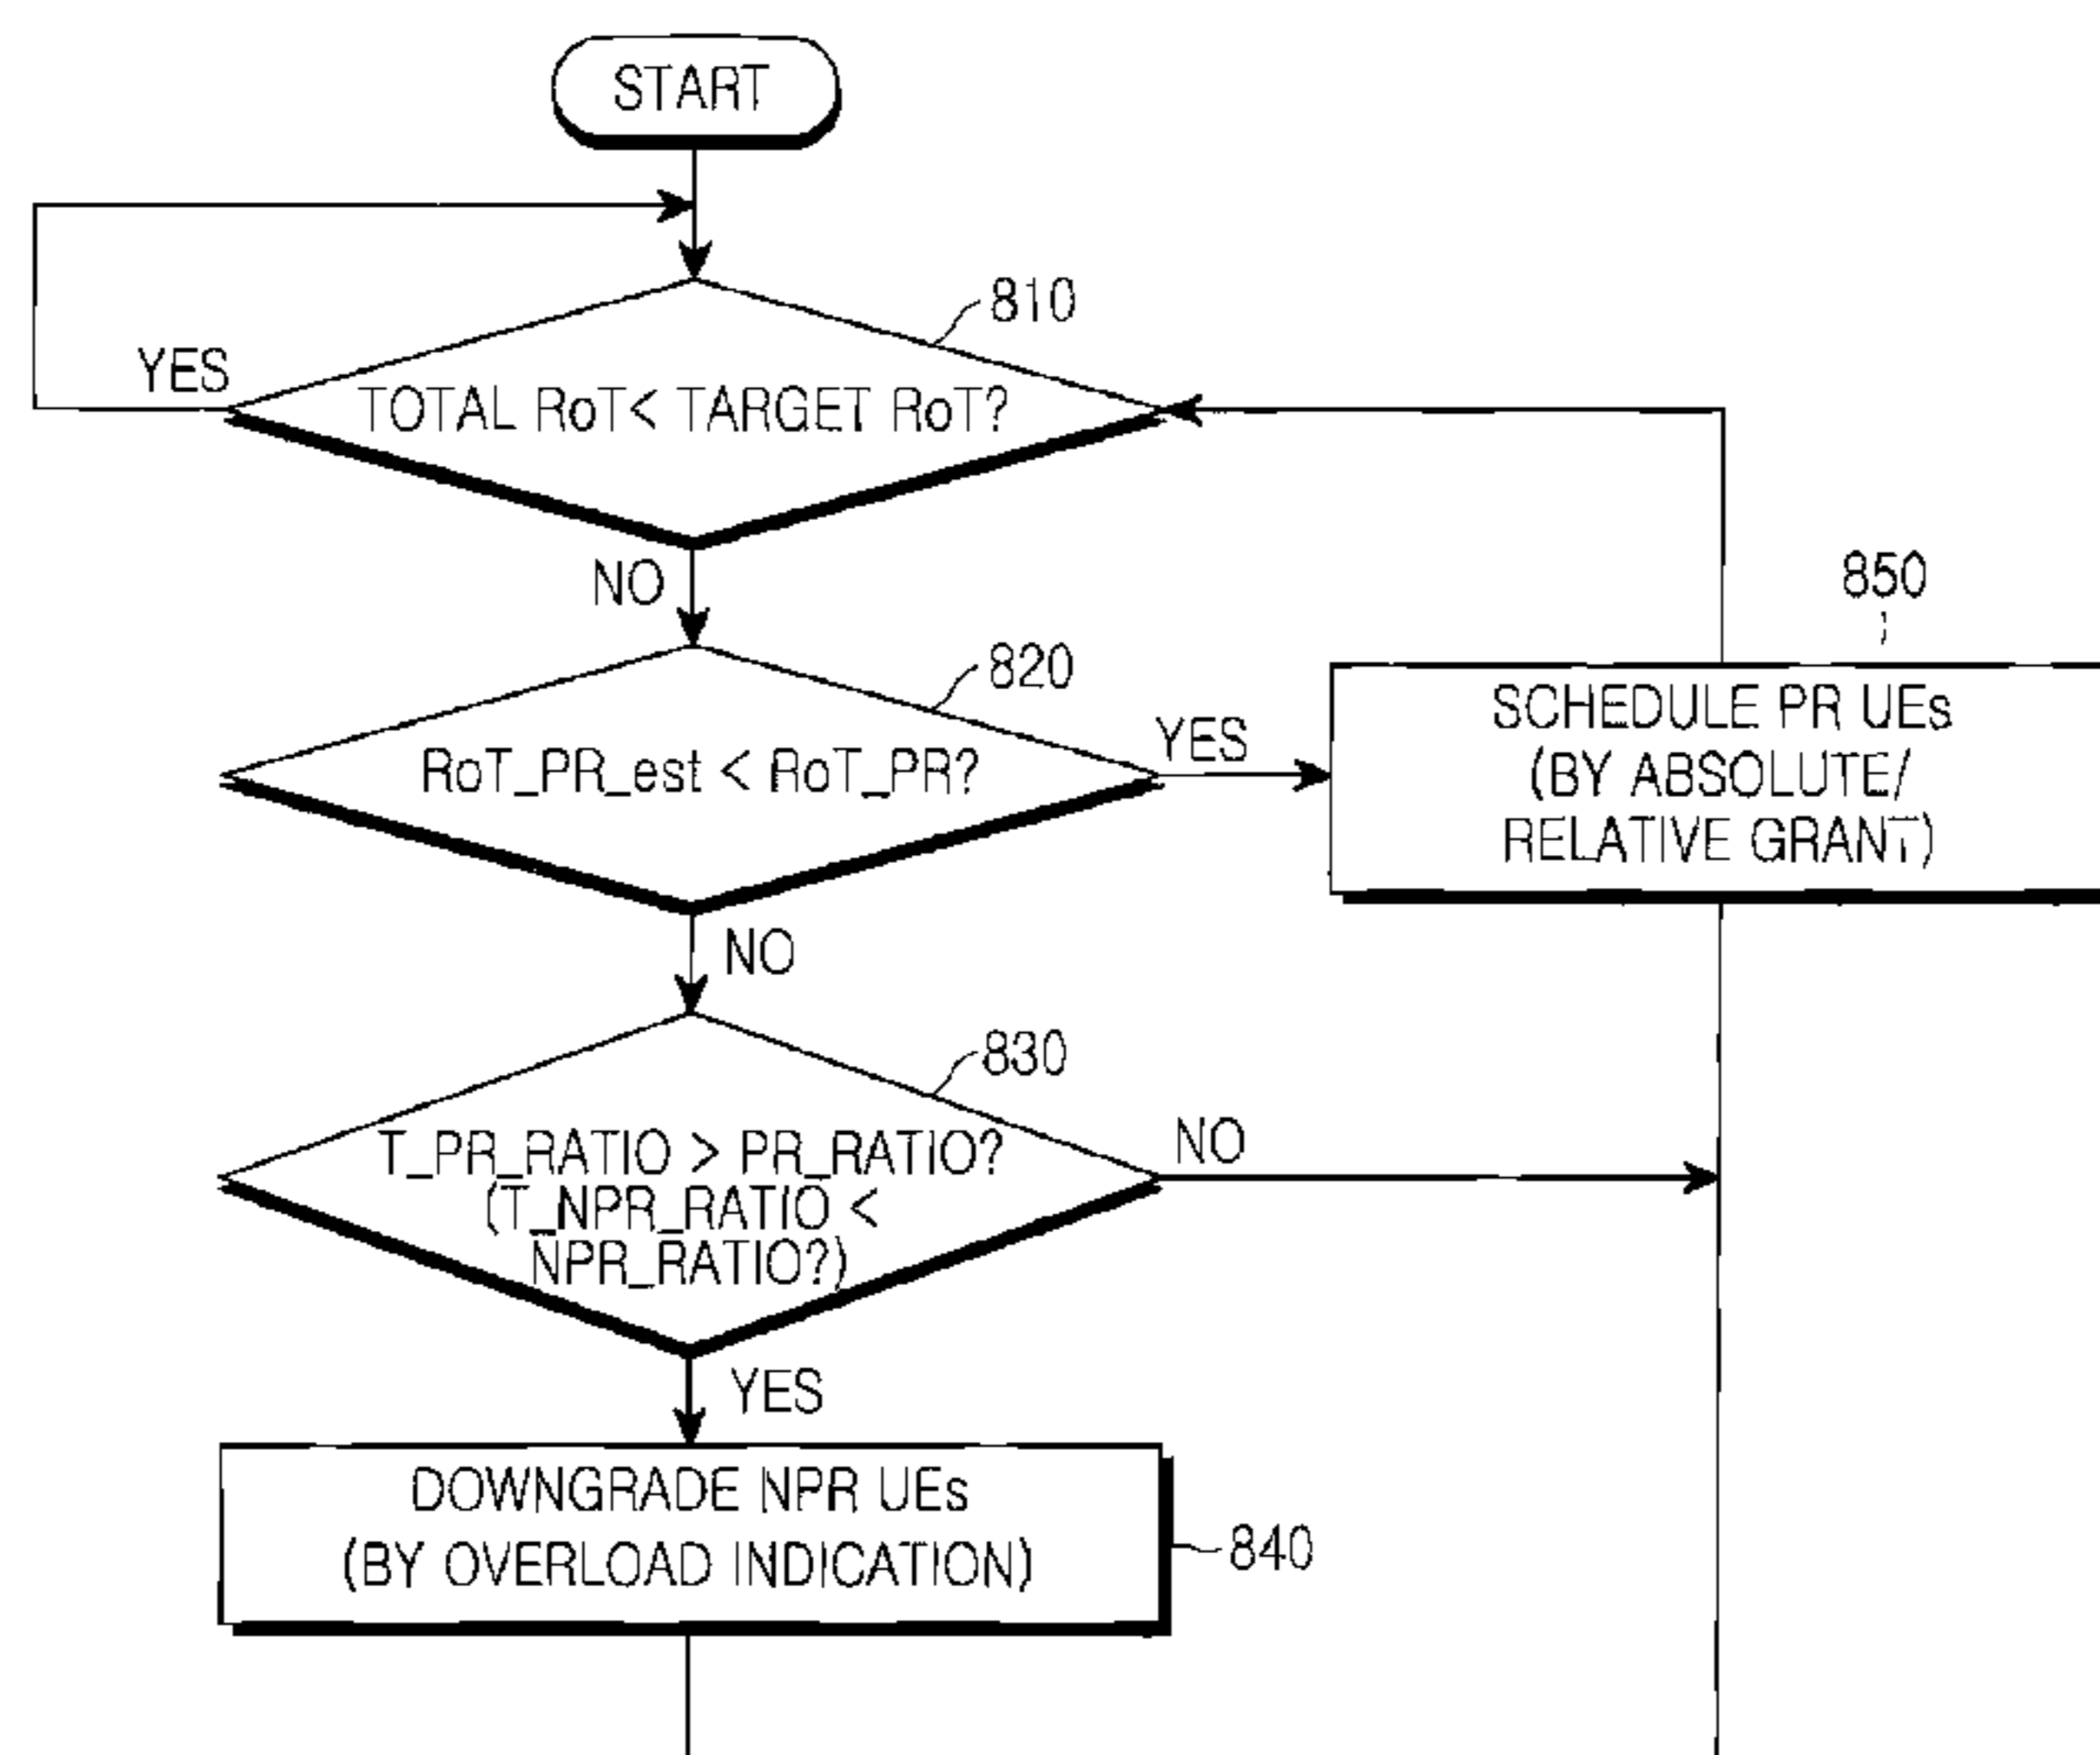 START
810
YES
TOTAL RoT< TARGET RoT?
NO
850
820
SCHEDULE PR UEs
(BY ABSOLUTE/
RELATIVE GRANT)
YES
RoT_PR_est < RoT_PR?
NO
830
T_PR_RATIO > PR_RATIO?
(T_NPR_RATIO <
NPR_RATIO?)
NO
YES
DOWNGRADE NPR UEs
(BY OVERLOAD INDICATION)
840